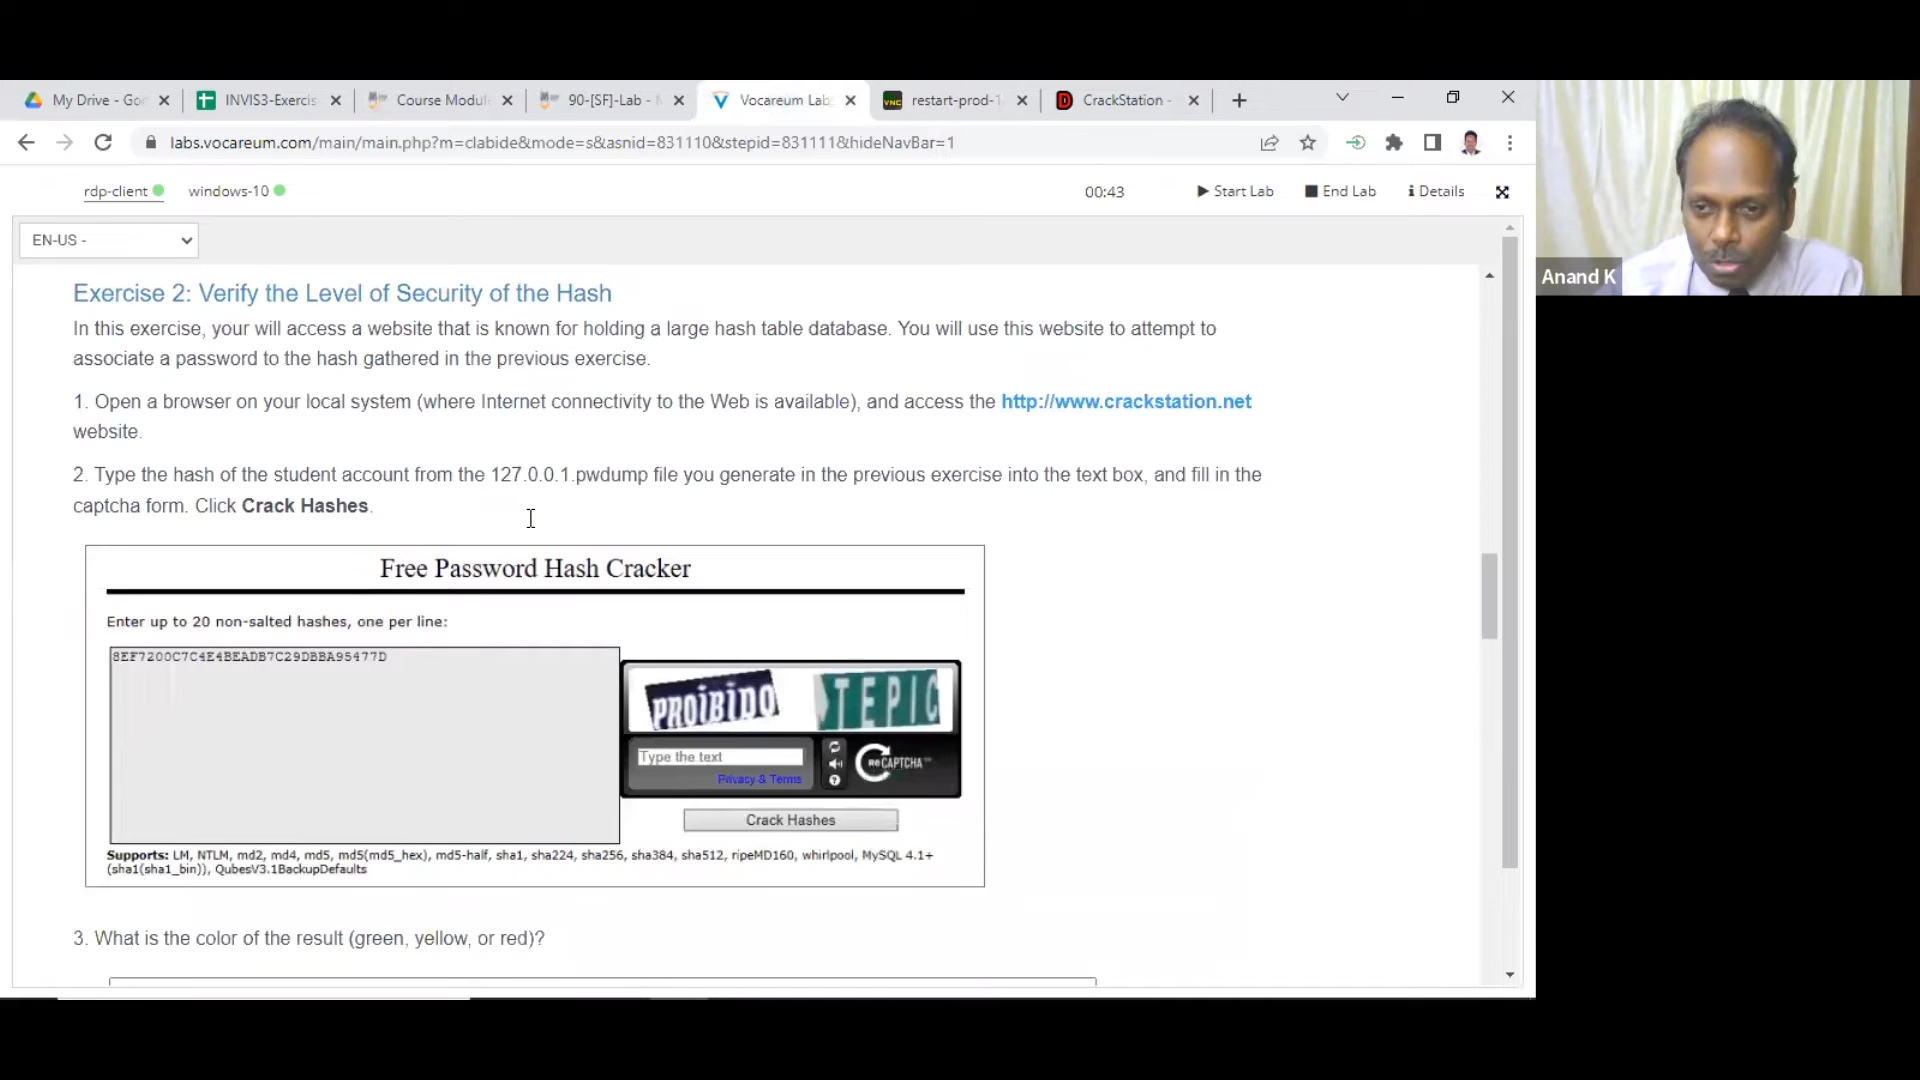 My Drive - Goo
INVIS3-Exercis
Course Modul
90-[SF]-Lab -
Vocareum Lab
restart-prod-1
CrackStation -
labs.vocareum.com/main/main.php?m=clabide&mode=s&asnid=831110&stepid=831111&hideNavBar=1
rdp-client
windows-10
00:43
Start Lab
End Lab
Details
EN-US -
Anand K
Exercise 2: Verify the Level of Security of the Hash
In this exercise, your will access a website that is known for holding a large hash table database. You will use this website to attempt to
associate a password to the hash gathered in the previous exercise.
1. Open a browser on your local system (where Internet connectivity to the Web is available), and access the http://www.crackstation.net
website.
2. Type the hash of the student account from the 127.0.0.1.pwdump file you generate in the previous exercise into the text box, and fill in the
captcha form. Click Crack Hashes.
Free Password Hash Cracker
Enter up to 20 non-salted hashes, one per line:
8EF7200C7C4E4BEADB7C29DBBA95477D
PROiBiDO TEPIC
Type the text
Privacy & Terms
reCAPTCHA™
Crack Hashes
Supports: LM, NTLM, md2, md4, md5, md5(md5_hex), md5-half, sha1, sha224, sha256, sha384, sha512, ripeMD160, whirlpool, MySQL 4.1+
(sha1(sha1_bin)), QubesV3.1BackupDefaults
3. What is the color of the result (green, yellow, or red)?